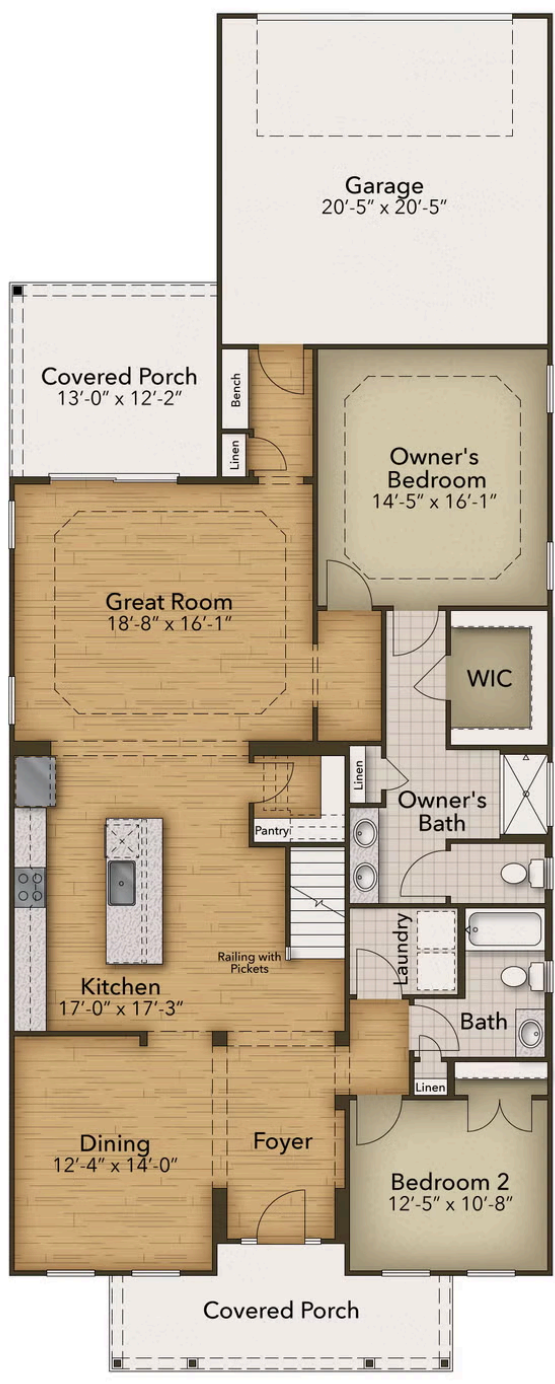 Garage
20'-5" x 20'-5"
Covered Porch
13'-0" x 12'-2"
Bench
Linen
Owner's
Bedroom
14'-5" x 16'-1"
Great Room
18'-8" x 16'-1"
WIC
Linen
Owner's
Bath
Pantry
Laundry
Railing with
Pickets
Kitchen
17'-0" x 17'-3"
Bath
Linen
Dining
12'-4" x 14'-0"
Foyer
Bedroom 2
12'-5" x 10'-8"
Covered Porch